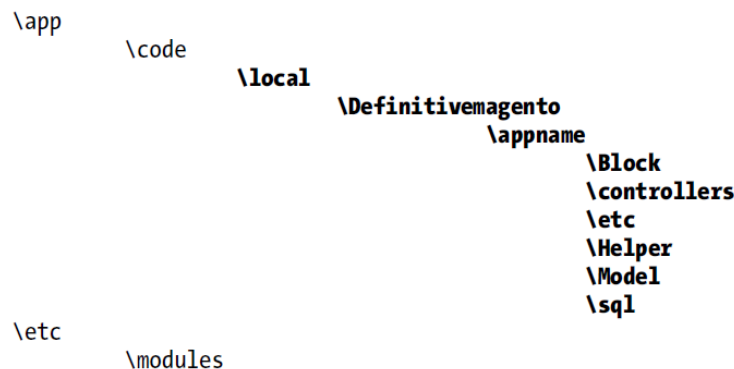 \app
\code
\local
\Definitivemagento
\appname
\Block
\controllers
\etc
\Helper
\Model
\sql
\etc
\modules